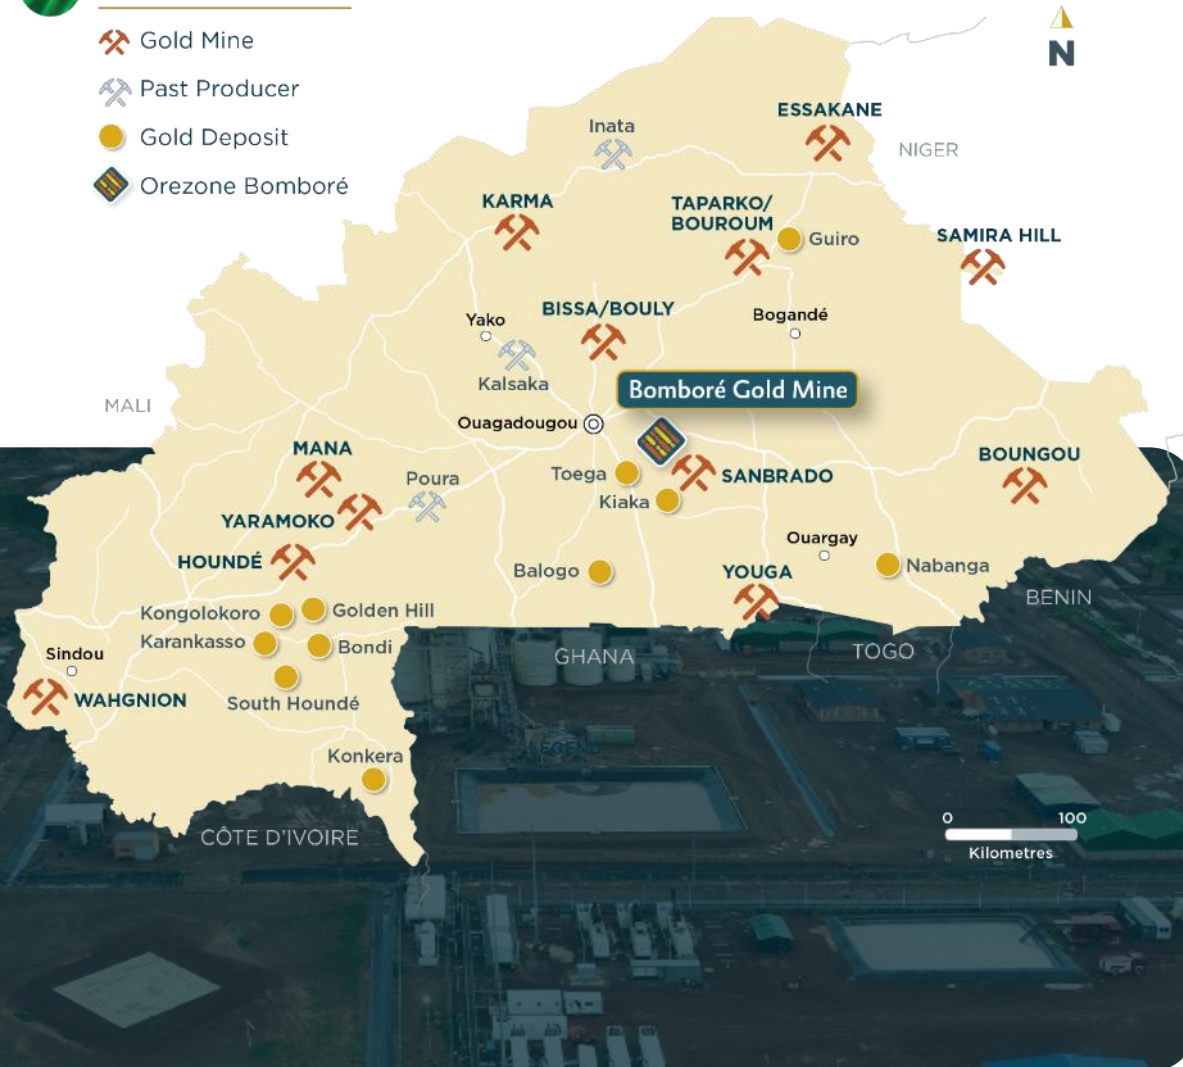 Gold Mine
Past Producer
Gold Deposit
Orezone Bomboré
N
ESSAKANE
Inata
NIGER
KARMA
TAPARKO/
BOUROUM
Guiro
SAMIRA HILL
BISSA/BOULY
Yako
Bogandé
Kalsaka
Bomboré Gold Mine
MALI
Ouagadougou
MANA
BOUNGOU
Poura
Toega
SANBRADO
Kiaka
YARAMOKO
Ouargay
HOUNDÉ
Balogo
YOUGA
Nabanga
BENIN
Kongolokoro
Golden Hill
Karankasso
Bondi
Sindou
GHANA
TOGO
WAHGNION
South Houndé
LEGEND
Konkera
0 100
Kilometres
CÔTE D'IVOIRE